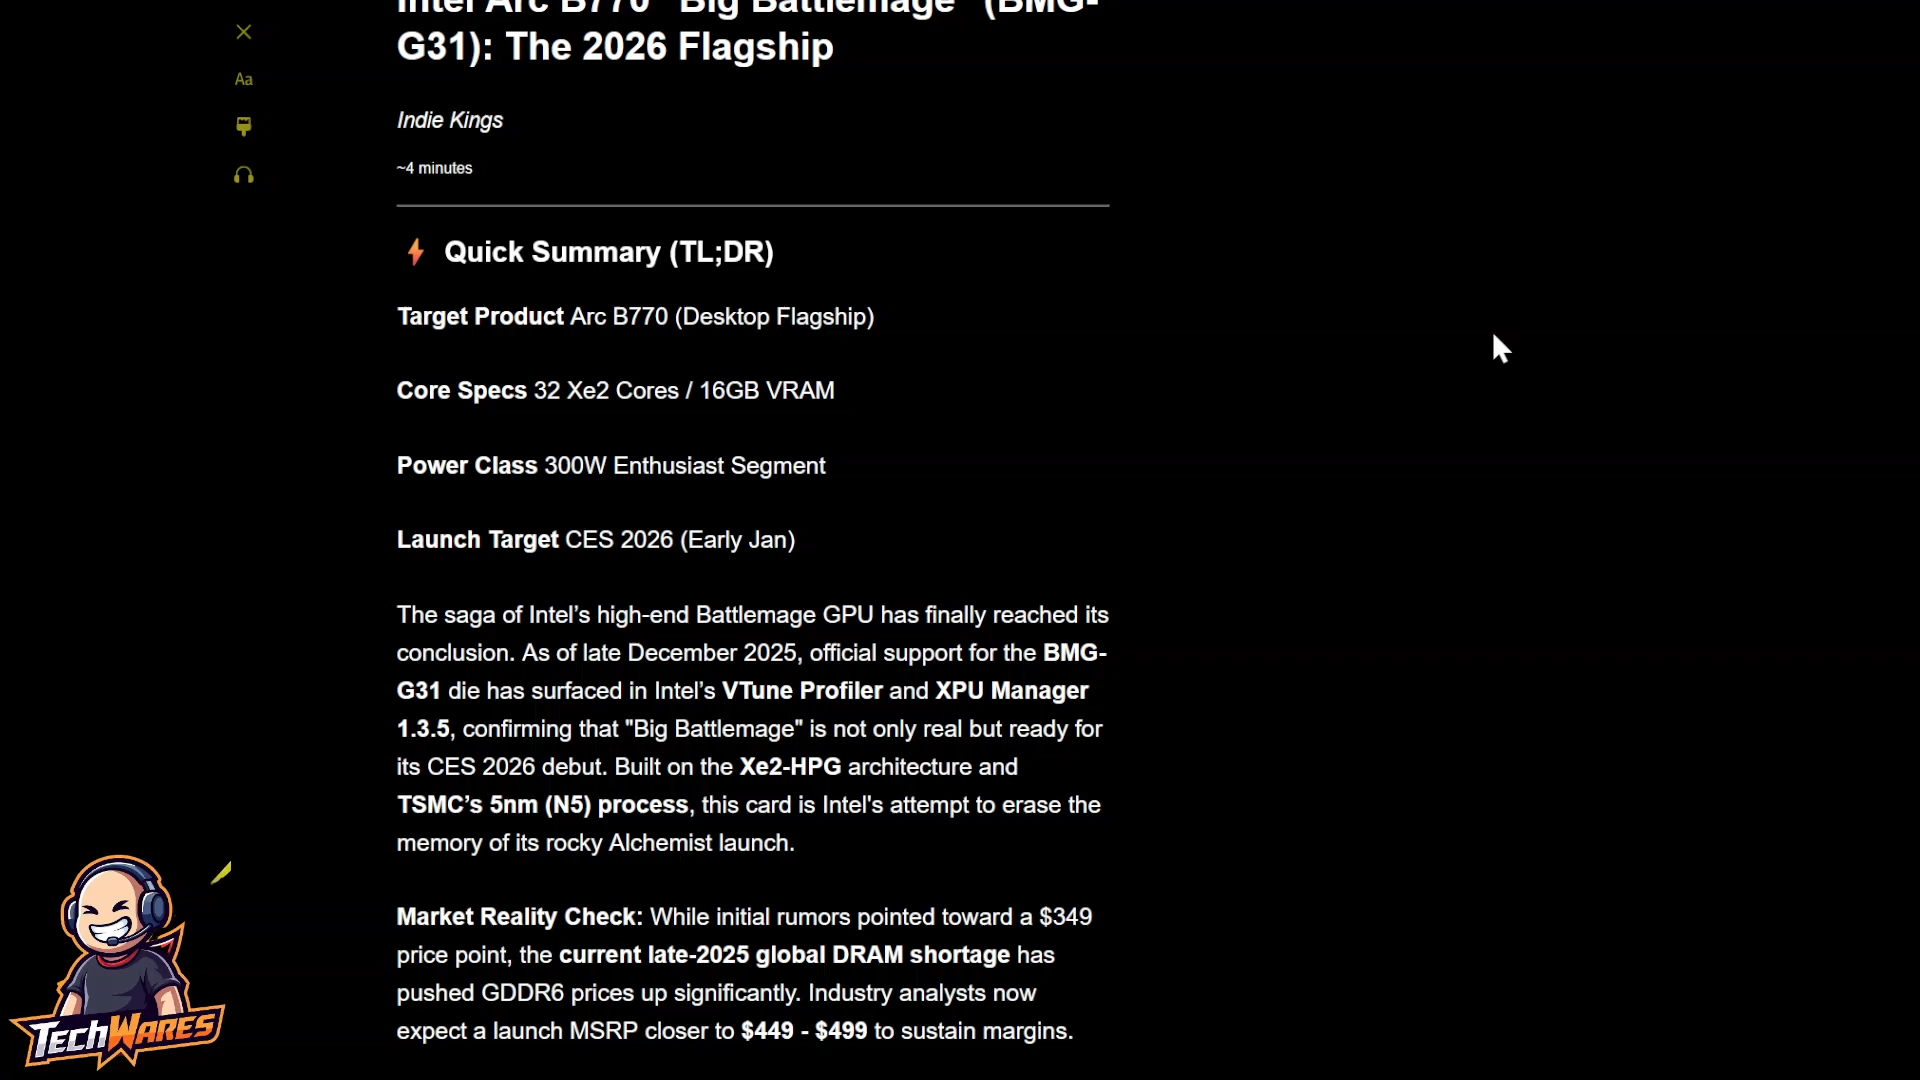 Intel Arc B770 "Big Battlemage" (BMG-
G31): The 2026 Flagship
Aa
Indie Kings
~4 minutes
Quick Summary (TL;DR)
Target Product Arc B770 (Desktop Flagship)
Core Specs 32 Xe2 Cores / 16GB VRAM
Power Class 300W Enthusiast Segment
Launch Target CES 2026 (Early Jan)
The saga of Intel’s high-end Battlemage GPU has finally reached its
conclusion. As of late December 2025, official support for the BMG-
G31 die has surfaced in Intel’s VTune Profiler and XPU Manager
1.3.5, confirming that "Big Battlemage" is not only real but ready for
its CES 2026 debut. Built on the Xe2-HPG architecture and
TSMC’s 5nm (N5) process, this card is Intel's attempt to erase the
memory of its rocky Alchemist launch.
Market Reality Check: While initial rumors pointed toward a $349
price point, the current late-2025 global DRAM shortage has
pushed GDDR6 prices up significantly. Industry analysts now
expect a launch MSRP closer to $449 - $499 to sustain margins.
TECHWARES